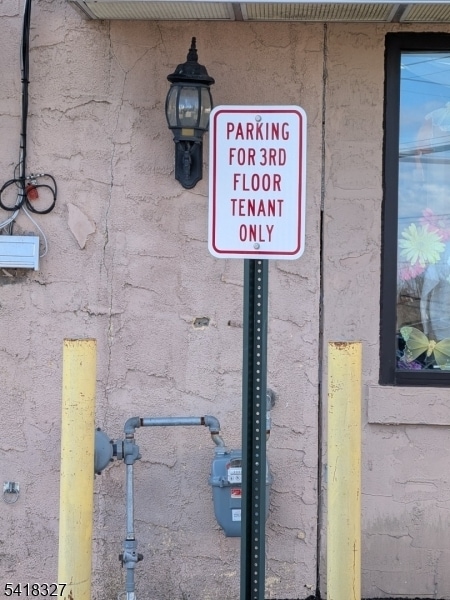 PARKING
FOR 3RD
FLOOR
TENANT
ONLY
5418327